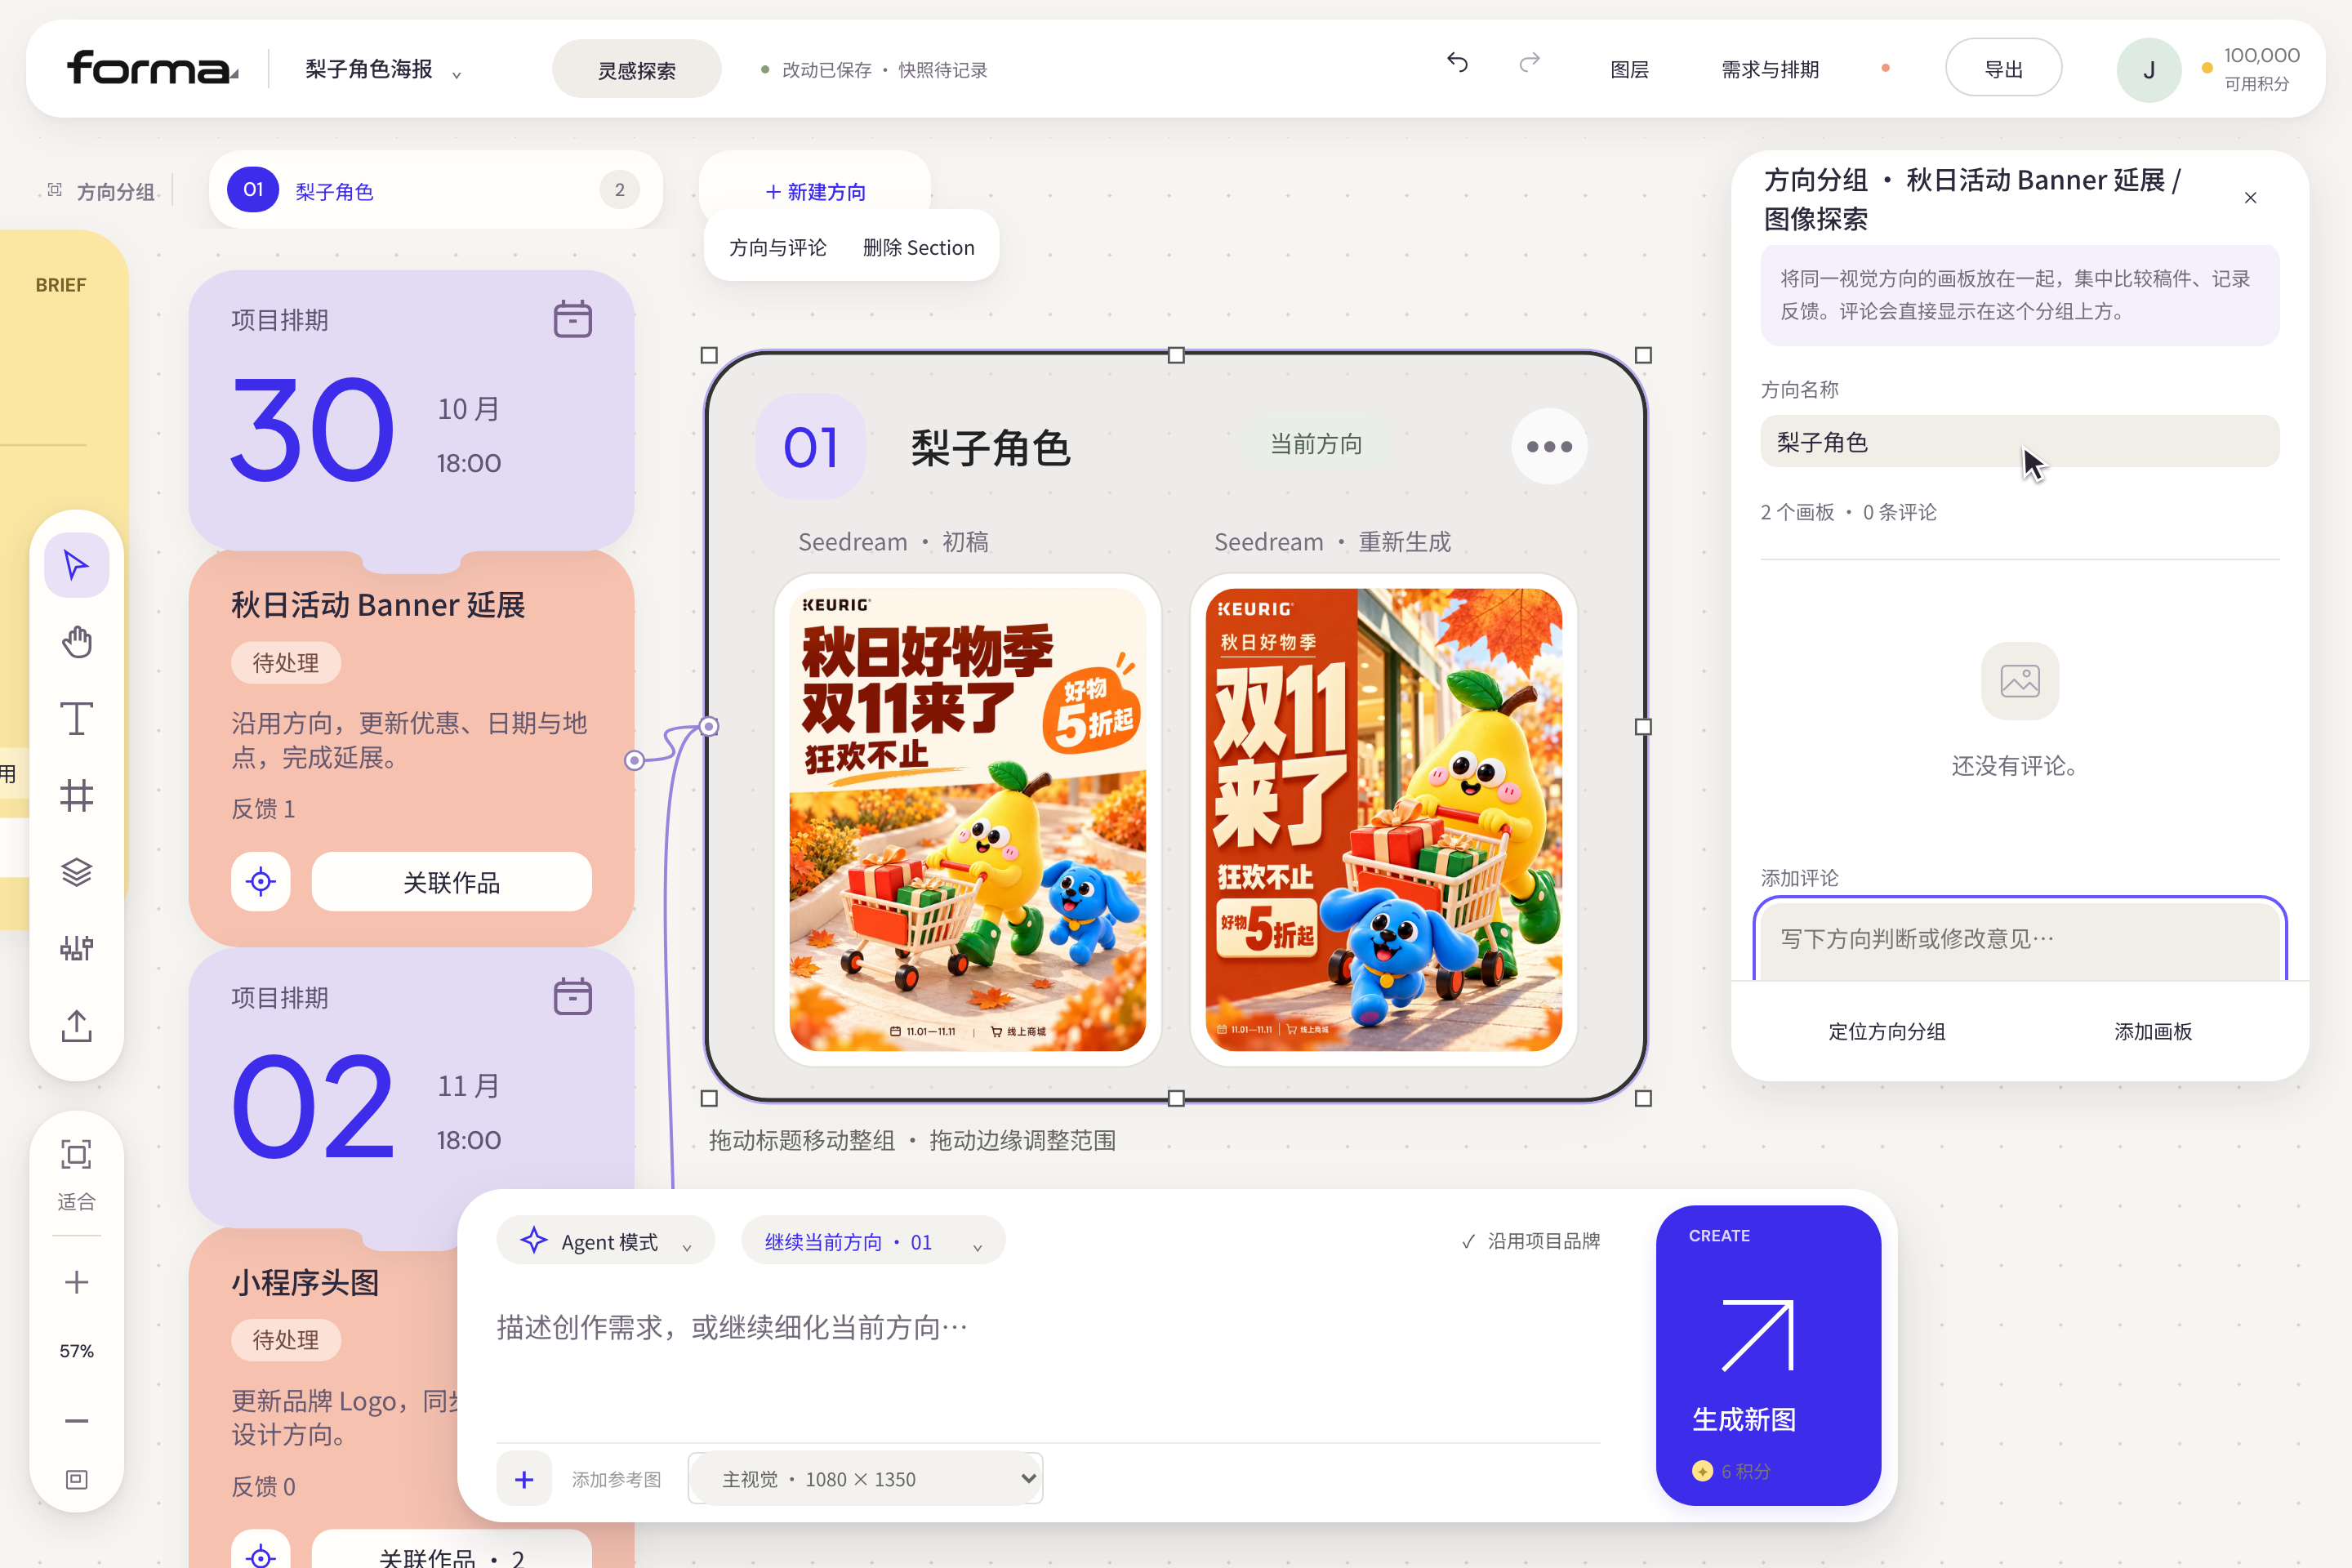 forma
梨子角色海报
灵感探索
改动已保存 · 快照待记录
图层
需求与排期
导出
J
100,000
可用积分
方向分组
01 梨子角色 2
+ 新建方向
方向与评论 删除 Section
BRIEF
用
项目排期
30
10 月
18:00
秋日活动 Banner 延展
待处理
沿用方向，更新优惠、日期与地
点，完成延展。
反馈 1
关联作品
项目排期
02
11 月
18:00
小程序头图
待处理
更新品牌 Logo，同步
设计方向。
反馈 0
关联作品 · 2
适合
57%
01 梨子角色
当前方向
Seedream · 初稿
KEURIG
秋日好物季
双11来了
狂欢不止
好物
5折起
11.01—11.11 | 线上商城
Seedream · 重新生成
KEURIG
秋日好物季
双11
来了
狂欢不止
好物5折起
11.01—11.11 | 线上商城
拖动标题移动整组 · 拖动边缘调整范围
方向分组 · 秋日活动 Banner 延展 /
图像探索
×
将同一视觉方向的画板放在一起，集中比较稿件、记录
反馈。评论会直接显示在这个分组上方。
方向名称
梨子角色
2 个画板 · 0 条评论
还没有评论。
添加评论
写下方向判断或修改意见…
定位方向分组
添加画板
Agent 模式
继续当前方向 · 01
✓ 沿用项目品牌
描述创作需求，或继续细化当前方向…
+ 添加参考图
主视觉 · 1080 × 1350
CREATE
生成新图
6 积分